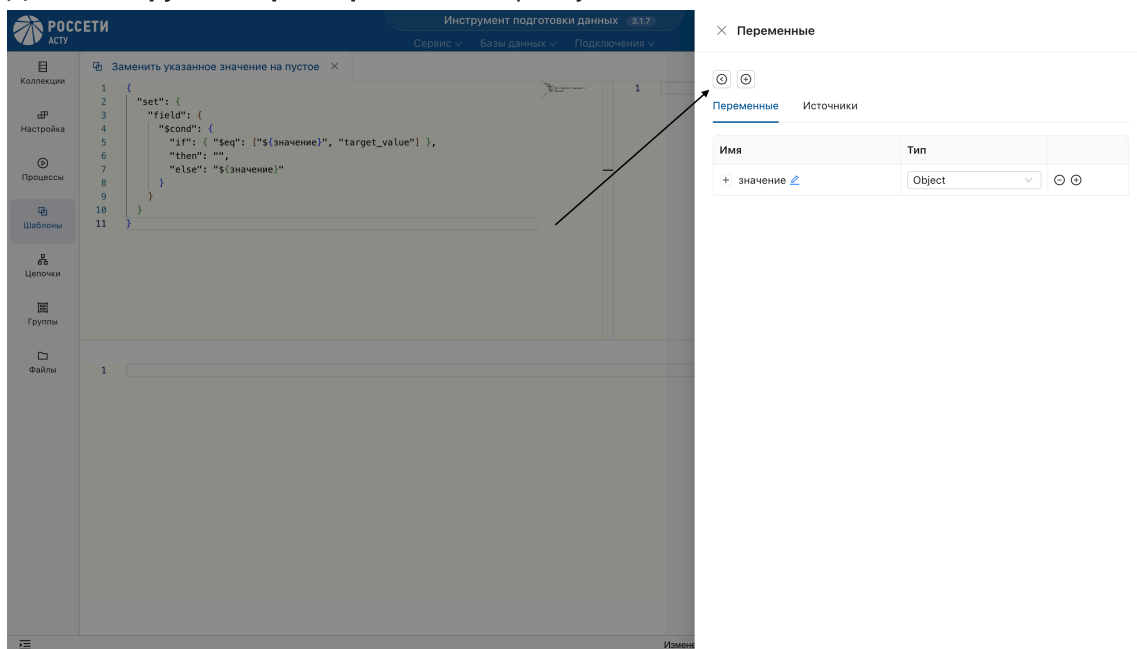 РОССЕТИ
АСТУ
Инструмент подготовки данных 3.1.7
Сервис Базы данных Подключения
Коллекции
Настройка
Процессы
Шаблоны
Цепочки
Группы
Файлы
Заменить указанное значение на пустое
1 {
2 "set": {
3 "field": {
4 "$cond": {
5 "if": { "$eq": ["${значение}", "target_value"] },
6 "then": "",
7 "else": "${значение}"
8 }
9 }
10 }
11 }
1
1
Измене
Переменные
Переменные Источники
Имя Тип
значение Object